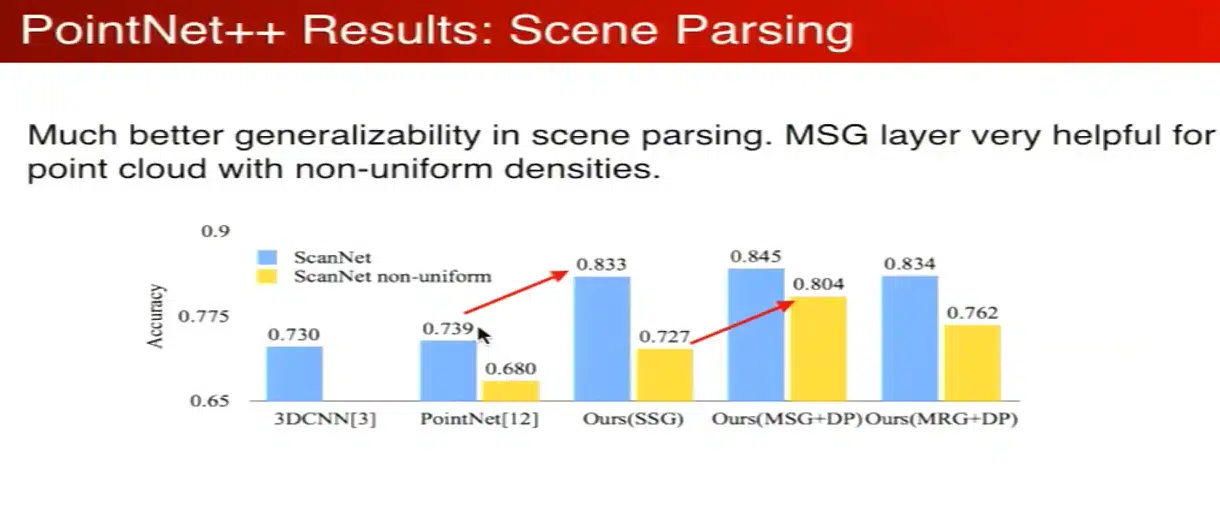 PointNet++ Results: Scene Parsing
Much better generalizability in scene parsing. MSG layer very helpful for
point cloud with non-uniform densities.
0.9
0.775
0.65
Accuracy
ScanNet
ScanNet non-uniform
0.730
0.739
0.680
0.833
0.727
0.845
0.804
0.834
0.762
3DCNN[3]
PointNet[12]
Ours(SSG)
Ours(MSG+DP)
Ours(MRG+DP)